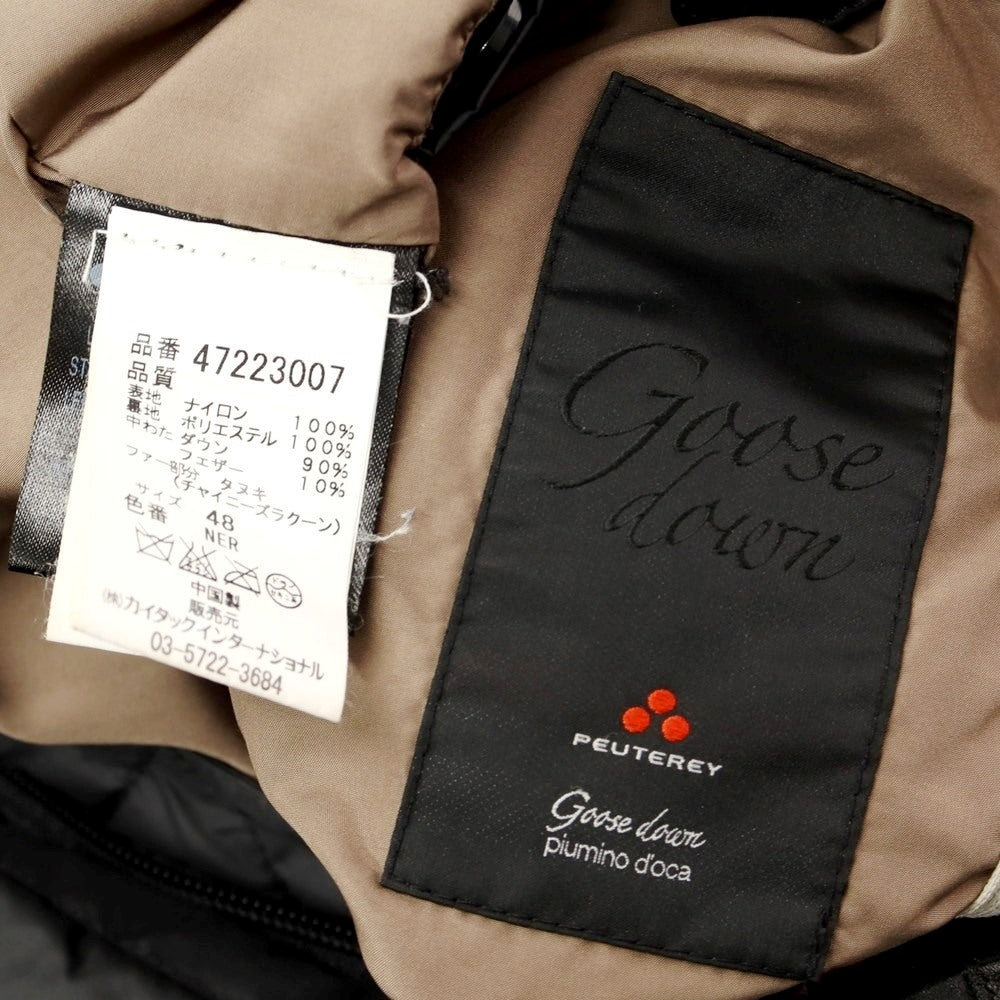 品番 47223007
品質
表地 ナイロン 100%
裏地 ポリエステル 100%
中わた ダウン 90%
フェザー 10%
ファー部分 タヌキ
(チャイニーズラクーン)
サイズ 48
色番 NER
中国製
販売元
㈱カイタックインターナショナル
03-5722-3684
Goose
down
PEUTEREY
Goose down
piumino d'oca